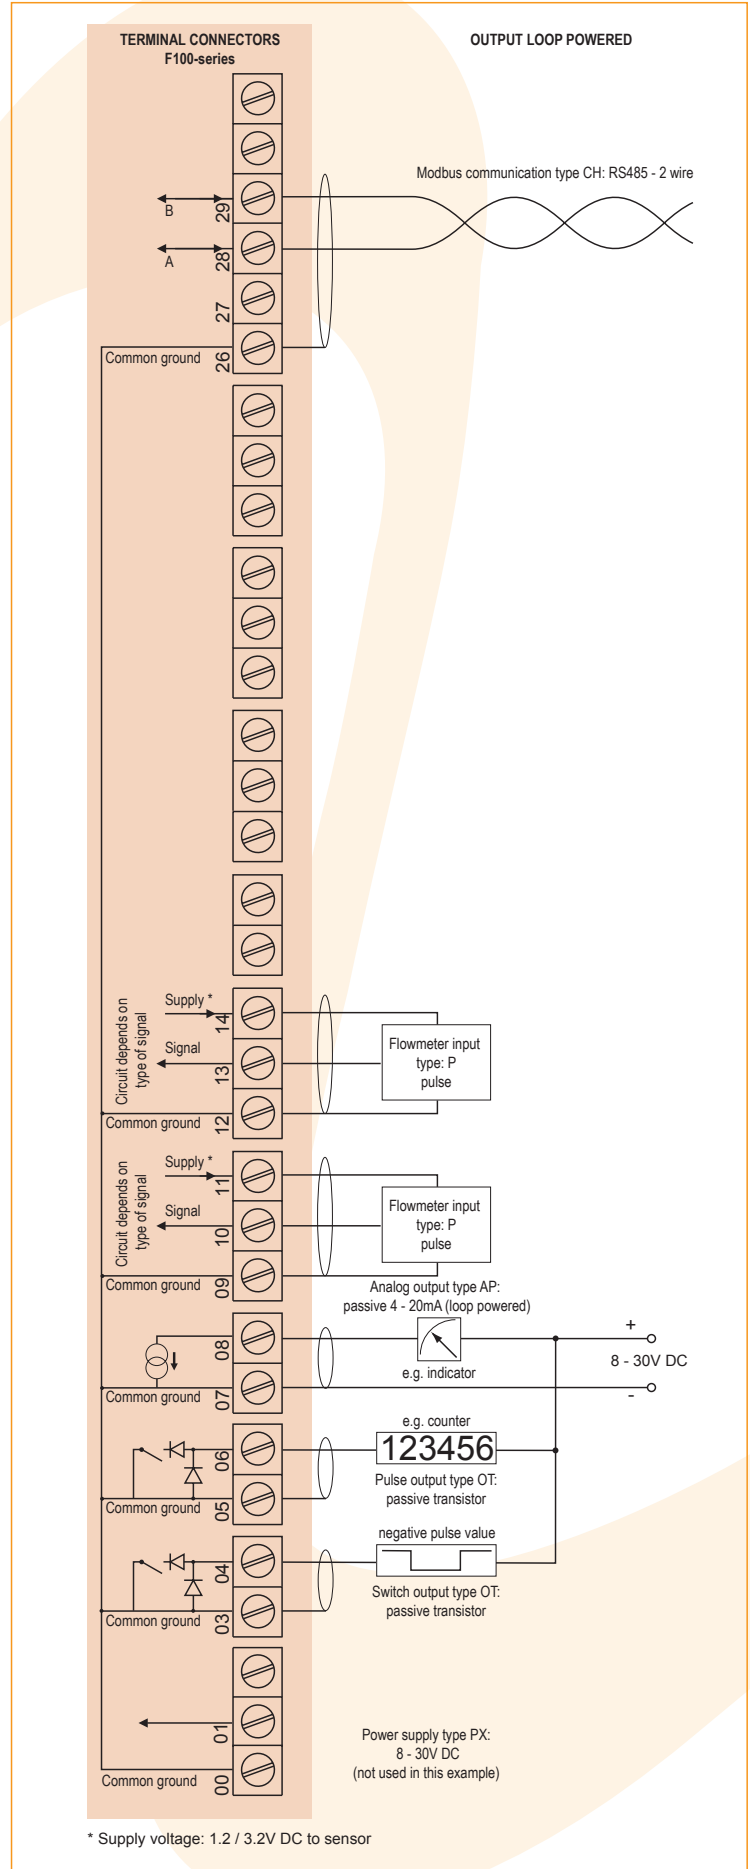 TERMINAL CONNECTORS
F100-series
OUTPUT LOOP POWERED
Modbus communication type CH: RS485 - 2 wire
B
29
A
28
27
Common ground
26
Circuit depends on
type of signal
Supply *
14
Signal
13
Common ground
12
Flowmeter input
type: P
pulse
Circuit depends on
type of signal
Supply *
11
Signal
10
Common ground
09
Flowmeter input
type: P
pulse
Analog output type AP:
passive 4 - 20mA (loop powered)
08
e.g. indicator
+
8 - 30V DC
-
Common ground
07
e.g. counter
06
123456
Pulse output type OT:
passive transistor
Common ground
05
negative pulse value
04
Switch output type OT:
passive transistor
Common ground
03
01
Power supply type PX:
8 - 30V DC
(not used in this example)
Common ground
00
* Supply voltage: 1.2 / 3.2V DC to sensor